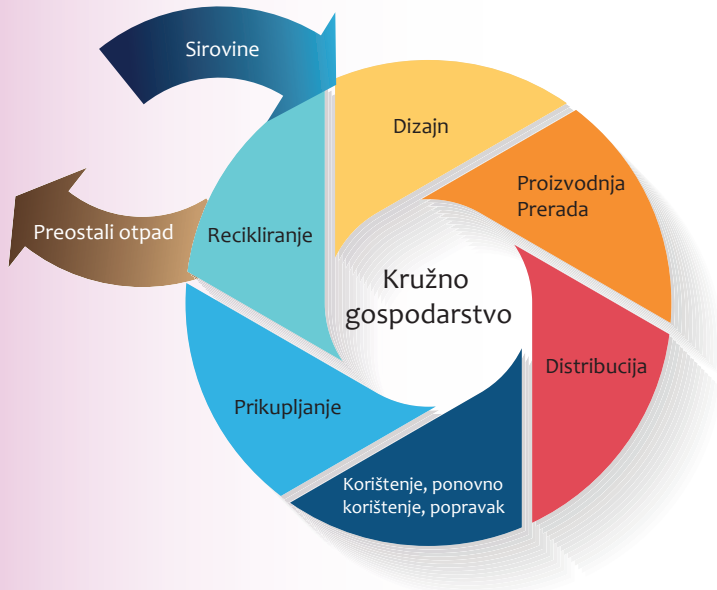 Sirovine
Dizajn
Proizvodnja
Prerada
Distribucija
Korištenje, ponovno
korištenje, popravak
Prikupljanje
Recikliranje
Preostali otpad
Kružno
gospodarstvo